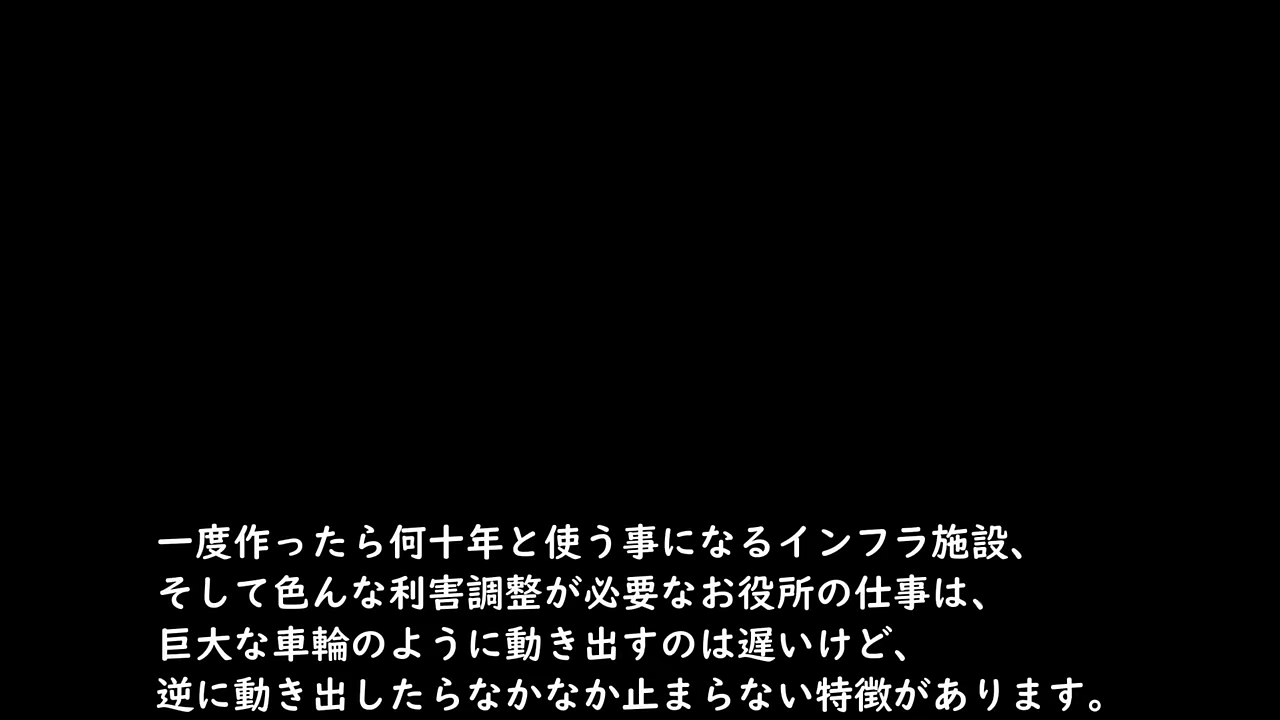 一度作ったら何十年と使う事になるインフラ施設、
そして色んな利害調整が必要なお役所の仕事は、
巨大な車輪のように動き出すのは遅いけど、
逆に動き出したらなかなか止まらない特徴があります。